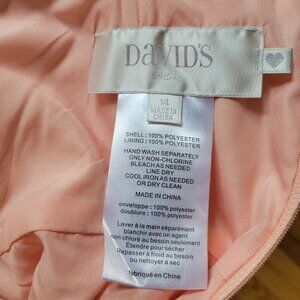 DAVID'S
14
MADE IN
CHINA
SHELL : 100% POLYESTER
LINING : 100% POLYESTER
HAND WASH SEPARATELY
ONLY NON-CHLORINE
BLEACH AS NEEDED
LINE DRY
COOL IRON AS NEEDED
OR DRY CLEAN
MADE IN CHINA
enveloppe : 100% polyester
doublure : 100% polyester
Laver à la main séparément
blanchir avec un agent
non chloré au besoin seulement
Étendre pour sécher
Repasser à froid au besoin
ou nettoyer à sec
fabriqué en Chine